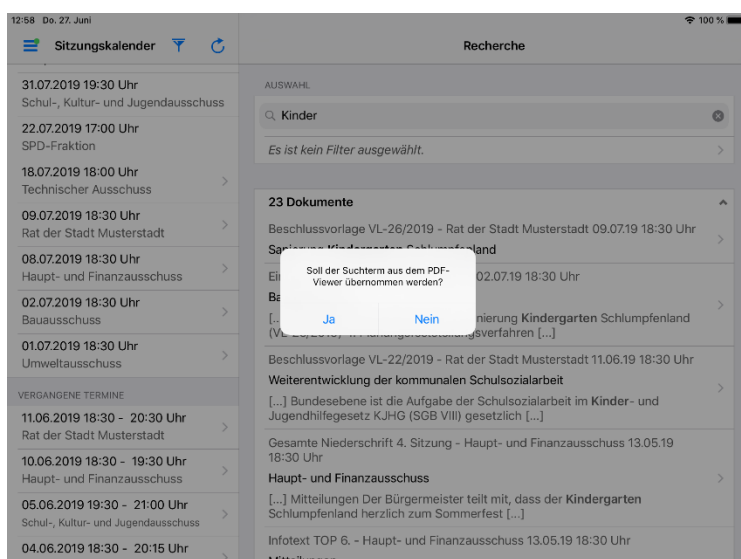 12:58 Do. 27. Juni
100 %
Sitzungskalender
Recherche
31.07.2019 19:30 Uhr
Schul-, Kultur- und Jugendausschuss
22.07.2019 17:00 Uhr
SPD-Fraktion
18.07.2019 18:00 Uhr
Technischer Ausschuss
09.07.2019 18:30 Uhr
Rat der Stadt Musterstadt
08.07.2019 18:30 Uhr
Haupt- und Finanzausschuss
02.07.2019 18:30 Uhr
Bauausschuss
01.07.2019 18:30 Uhr
Umweltausschuss
VERGANGENE TERMINE
11.06.2019 18:30 - 20:30 Uhr
Rat der Stadt Musterstadt
10.06.2019 18:30 - 19:30 Uhr
Haupt- und Finanzausschuss
05.06.2019 19:30 - 21:00 Uhr
Schul-, Kultur- und Jugendausschuss
04.06.2019 18:30 - 20:15 Uhr
AUSWAHL
Kinder
Es ist kein Filter ausgewählt.
23 Dokumente
Beschlussvorlage VL-26/2019 - Rat der Stadt Musterstadt 09.07.19 18:30 Uhr
Sanierung Kindergarten Schlumpfenland
02.07.19 18:30 Uhr
Soll der Suchterm aus dem PDF-
Viewer übernommen werden?
Ja Nein
Kindergarten Schlumpfenland
[...]
Beschlussvorlage VL-22/2019 - Rat der Stadt Musterstadt 11.06.19 18:30 Uhr
Weiterentwicklung der kommunalen Schulsozialarbeit
[...] Bundesebene ist die Aufgabe der Schulsozialarbeit im Kinder- und
Jugendhilfegesetz KJHG (SGB VIII) gesetzlich [...]
Gesamte Niederschrift 4. Sitzung - Haupt- und Finanzausschuss 13.05.19
18:30 Uhr
Haupt- und Finanzausschuss
[...] Mitteilungen Der Bürgermeister teilt mit, dass der Kindergarten
Schlumpfenland herzlich zum Sommerfest [...]
Infotext TOP 6. - Haupt- und Finanzausschuss 13.05.19 18:30 Uhr
Mitteilungen